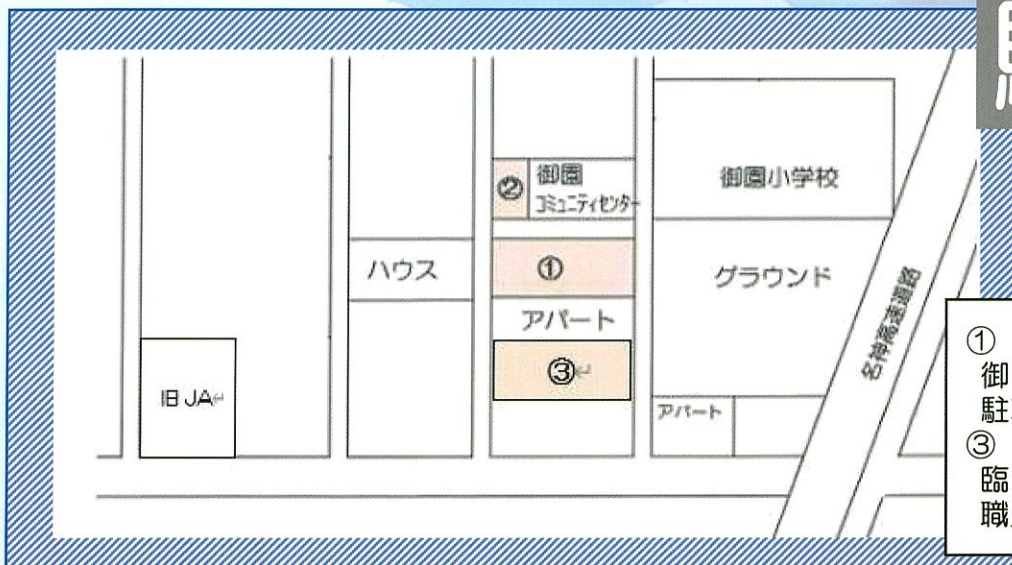 ②
御園
コミュニティセンター
御園小学校
ハウス
①
グラウンド
アパート
③
旧 JA
アパート
名神高速道路
①
御
駐
③
臨
職